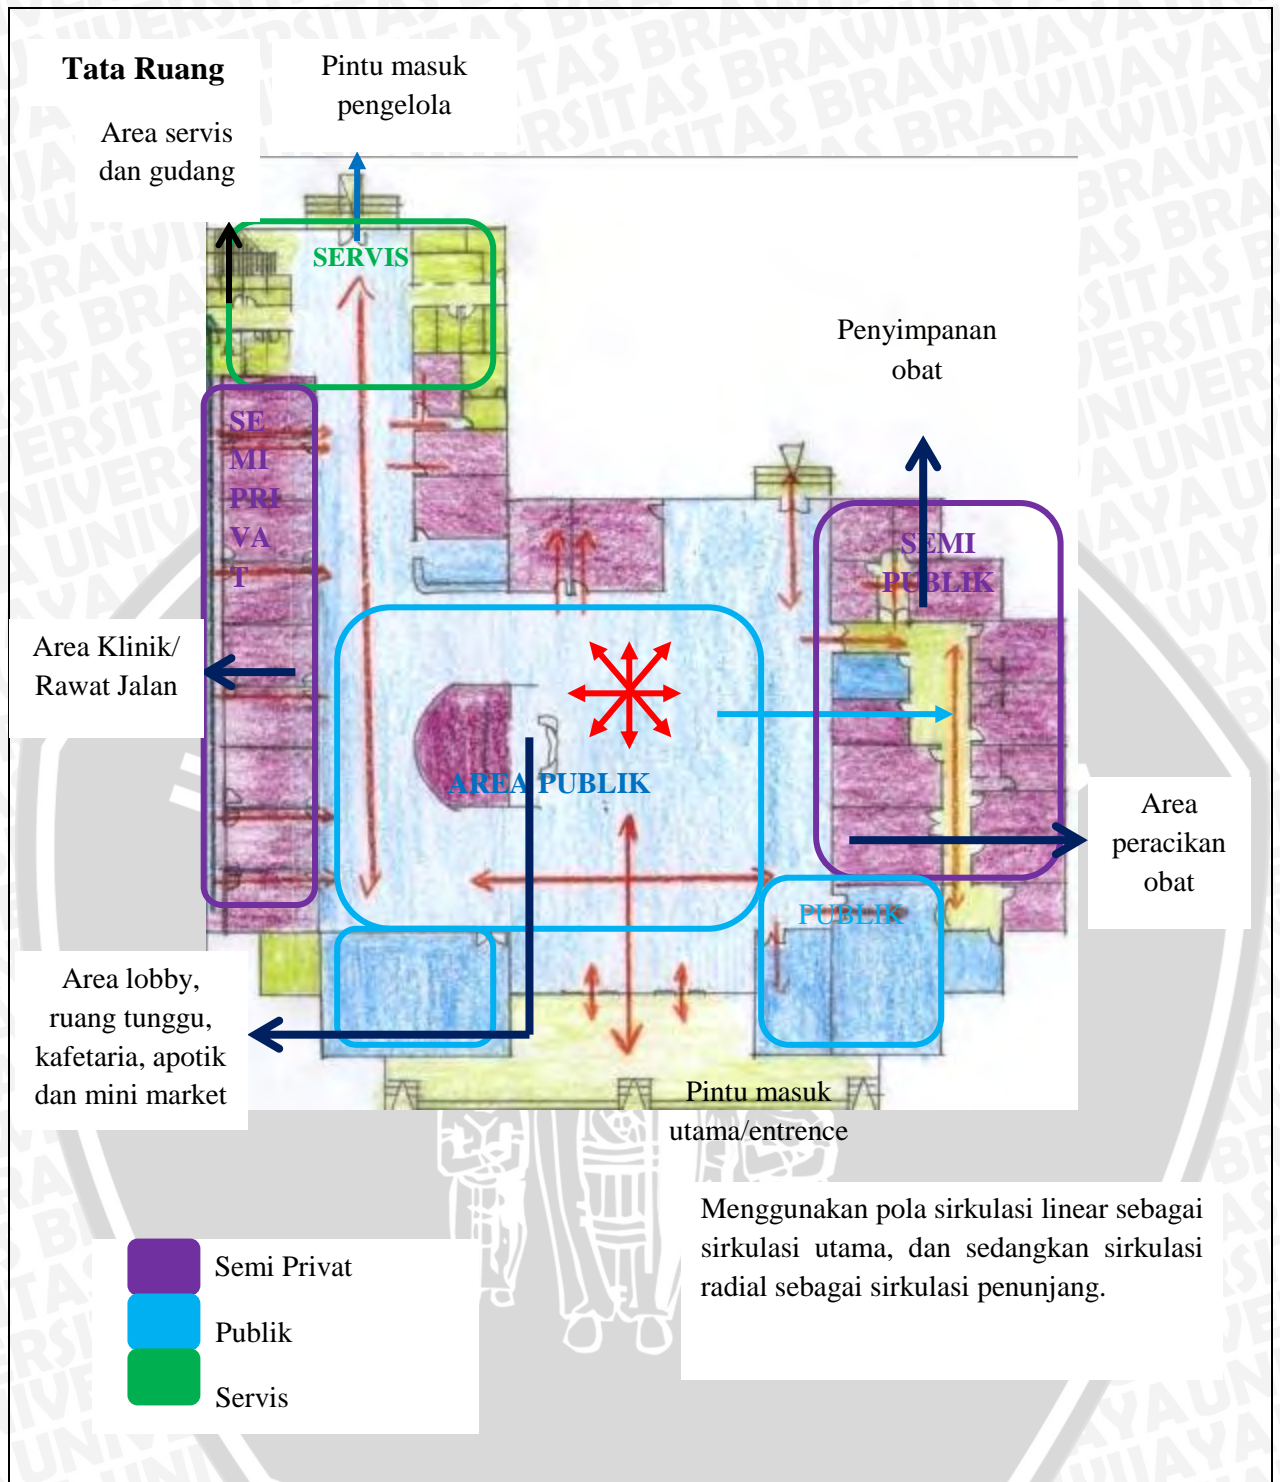 Tata Ruang
Pintu masuk
pengelola
Area servis
dan gudang
SERVIS
Penyimpanan
obat
SE
MI
PRI
VA
T
SEMI
PUBLIK
Area Klinik/
Rawat Jalan
AREA PUBLIK
Area
peracikan
obat
PUBLIK
Area lobby,
ruang tunggu,
kafetaria, apotik
dan mini market
Pintu masuk
utama/entrence
Menggunakan pola sirkulasi linear sebagai
sirkulasi utama, dan sedangkan sirkulasi
radial sebagai sirkulasi penunjang.
Semi Privat
Publik
Servis